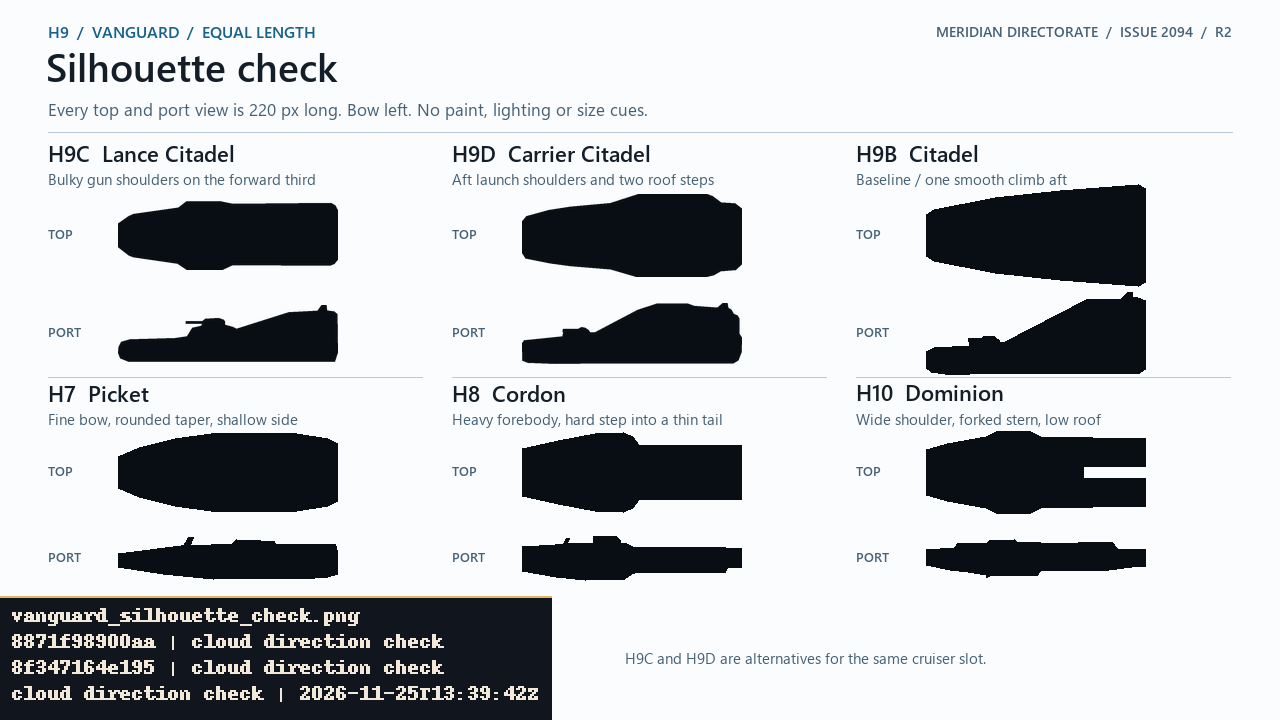 H9 / VANGUARD / EQUAL LENGTH
MERIDIAN DIRECTORATE / ISSUE 2094 / R2
Silhouette check
Every top and port view is 220 px long. Bow left. No paint, lighting or size cues.
H9C Lance Citadel
Bulky gun shoulders on the forward third
TOP
PORT
H9D Carrier Citadel
Aft launch shoulders and two roof steps
TOP
PORT
H9B Citadel
Baseline / one smooth climb aft
TOP
PORT
H7 Picket
Fine bow, rounded taper, shallow side
TOP
PORT
H8 Cordon
Heavy forebody, hard step into a thin tail
TOP
PORT
H10 Dominion
Wide shoulder, forked stern, low roof
TOP
PORT
vanguard_silhouette_check.png
8871f98900aa | cloud direction check
8f347164e195 | cloud direction check
cloud direction check | 2026-11-25T13:39:42Z
H9C and H9D are alternatives for the same cruiser slot.